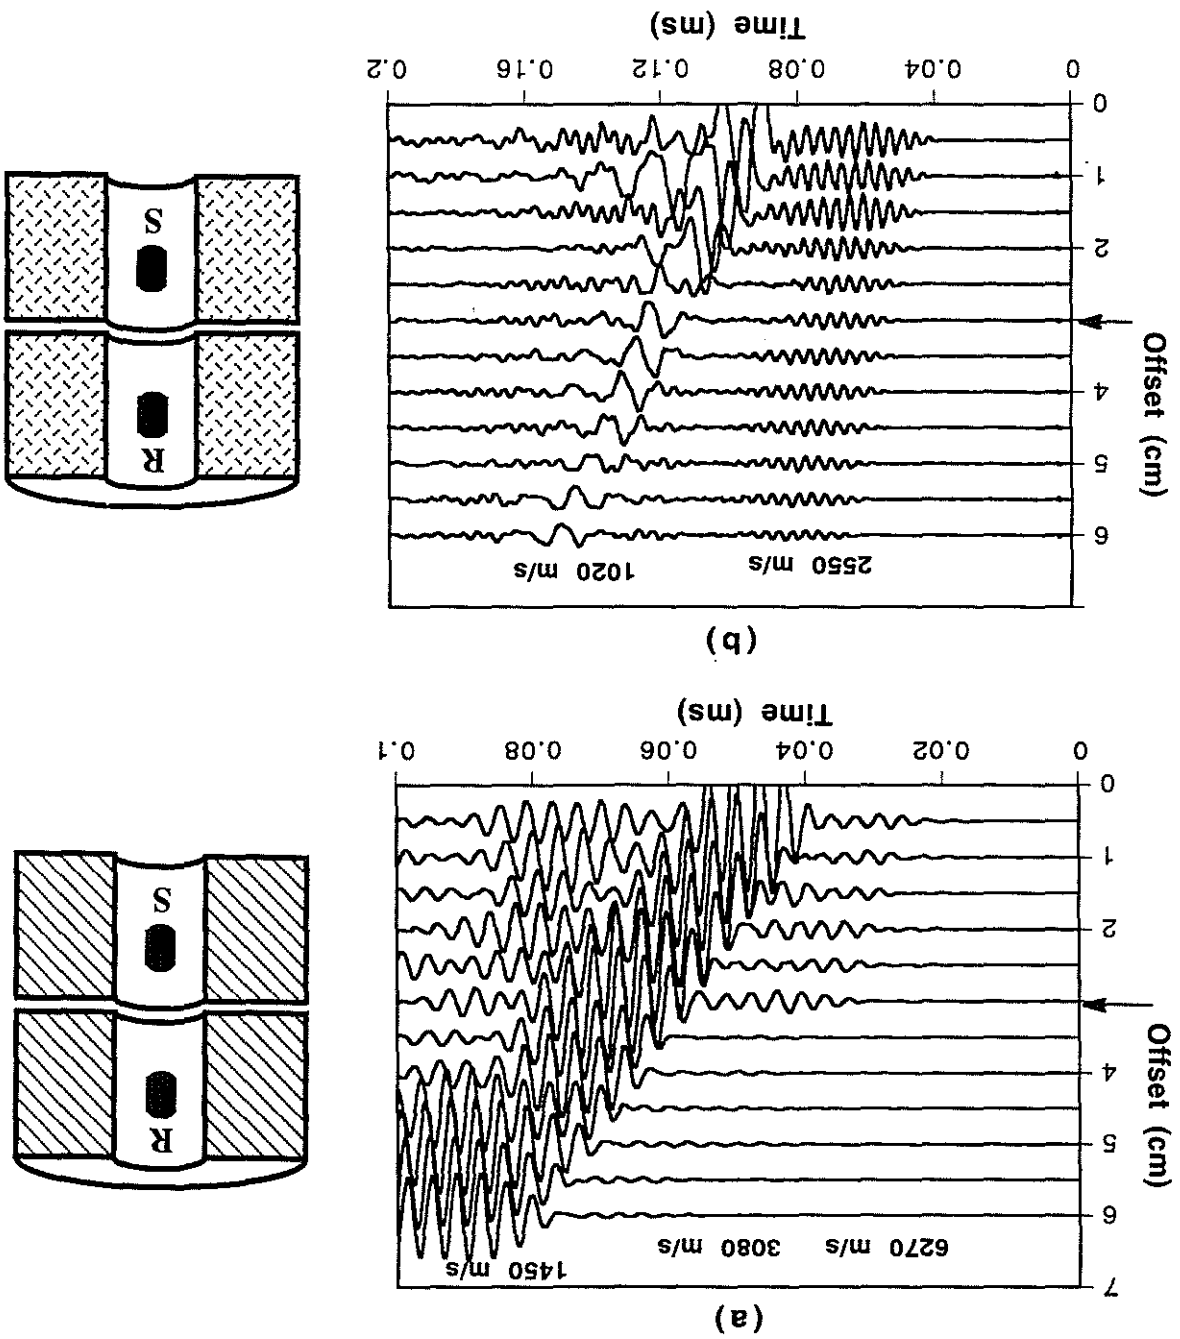 (a)
7
6270 m/s 3080 m/s 1450 m/s
6
5
4
2
1
0
Offset (cm)
0 0.02 0.04 0.06 0.08 0.1
Time (ms)
R
S
(b)
2550 m/s 1020 m/s
6
5
4
2
1
0
Offset (cm)
0 0.04 0.08 0.12 0.16 0.2
Time (ms)
R
S